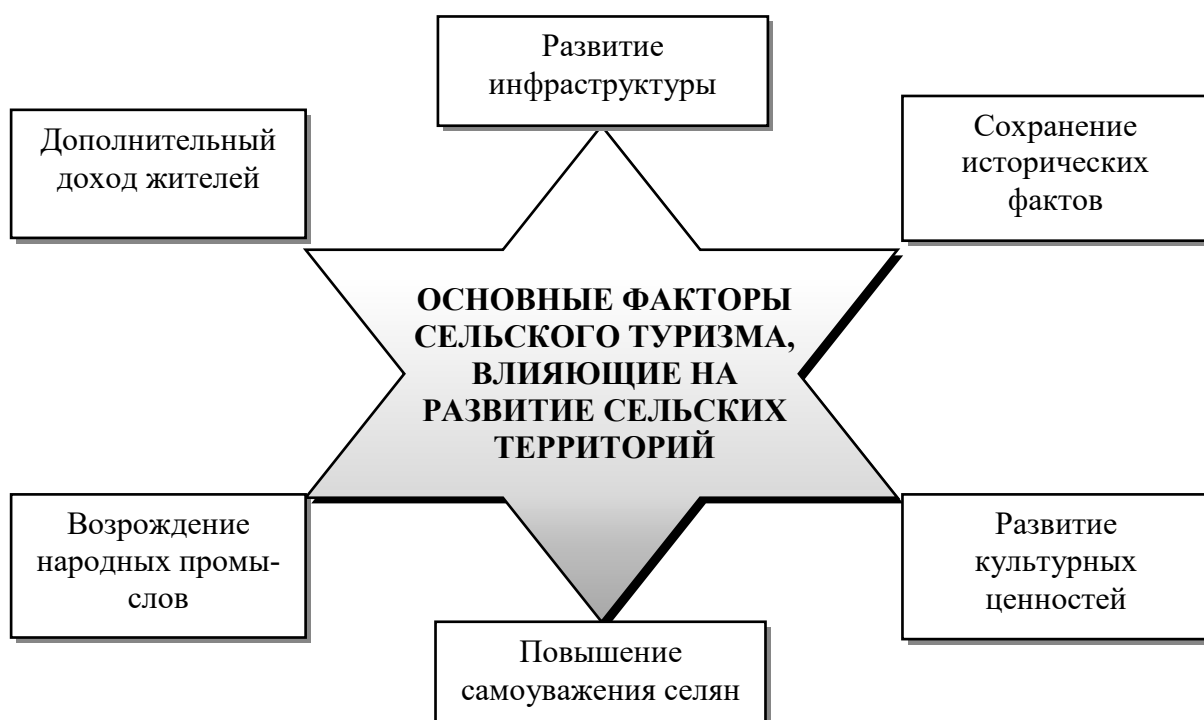 Развитие
инфраструктуры
Дополнительный
доход жителей
Сохранение
исторических
фактов
ОСНОВНЫЕ ФАКТОРЫ
СЕЛЬСКОГО ТУРИЗМА,
ВЛИЯЮЩИЕ НА
РАЗВИТИЕ СЕЛЬСКИХ
ТЕРРИТОРИЙ
Возрождение
народных промы-
слов
Развитие
культурных
ценностей
Повышение
самоуважения селян